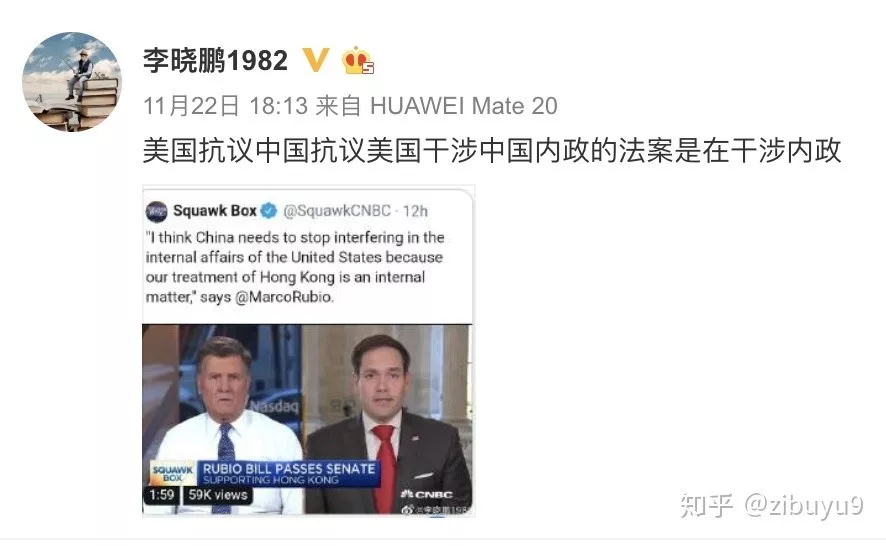 李晓鹏1982
5
11月22日 18:13 来自 HUAWEI Mate 20
美国抗议中国抗议美国干涉中国内政的法案是在干涉内政
Squawk Box @SquawkCNBC · 12h
"I think China needs to stop interfering in the
internal affairs of the United States because
our treatment of Hong Kong is an internal
matter," says @MarcoRubio.
Nasdaq
SQUAWK BOX
RUBIO BILL PASSES SENATE
SUPPORTING HONG KONG
1:59 59K views
CNBC
@李晓鹏198
知乎 @zibuyu9